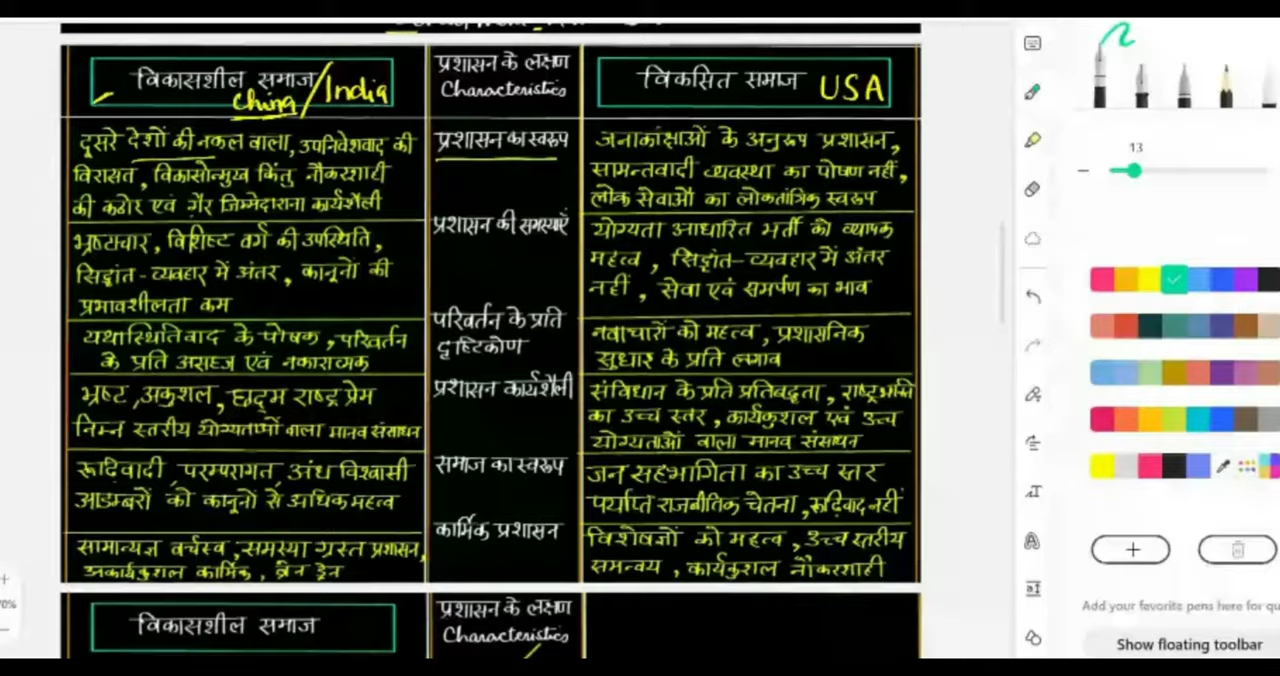 विकासशील समाज
China/India
प्रशासन के लक्षण
Characteristics
विकसित समाज USA
दूसरे देशों की नकल वाला, उपनिवेशवाद की
विरासत, विकासोन्मुख किंतु नौकरशाही
की कठोर एवं गैर जिम्मेदाराना कार्यशैली
प्रशासन का स्वरूप
जनाकांक्षाओं के अनुरूप प्रशासन,
सामन्तवादी व्यवस्था का पोषण नहीं,
लोक सेवाओं का लोकतांत्रिक स्वरूप
भ्रष्टाचार, विशिष्ट वर्ग की उपस्थिति,
सिद्वांत-व्यवहार में अंतर, कानूनों की
प्रभावशीलता कम
प्रशासन की समस्याएँ
योग्यता आधारित भर्ती को व्यापक
महत्व, सिद्वांत-व्यवहार में अंतर
नहीं, सेवा एवं समर्पण का भाव
यथास्थितिवाद के पोषक, परिवर्तन
के प्रति असहज एवं नकारात्मक
परिवर्तन के प्रति
दृष्टिकोण
नवाचारों को महत्व, प्रशासनिक
सुधार के प्रति लगाव
भ्रष्ट, अकुशल, छद्म राष्ट्र प्रेम
निम्न स्तरीय योग्यताओं वाला मानव संसाधन
प्रशासन कार्यशैली
संविधान के प्रति प्रतिबद्वता, राष्ट्रभक्ति
का उच्च स्तर, कार्यकुशल एवं उच्च
योग्यताओं वाला मानव संसाधन
रूढिवादी परम्परागत, अंध विश्वासी
आडम्बरों को कानूनों से अधिक महत्व
समाज का स्वरूप
जन सहभागिता का उच्च स्तर
पर्याप्त राजनीतिक चेतना, रूढ़िवाद नहीं
सामान्यज्ञ वर्चस्व, समस्या ग्रस्त प्रशासन,
अकार्यकुशल कार्मिक, ब्रेन ड्रेन
कार्मिक प्रशासन
विशेषज्ञों को महत्व, उच्च स्तरीय
समन्वय, कार्यकुशल नौकरशाही
विकासशील समाज
प्रशासन के लक्षण
Characteristics
13
Add your favorite pens here for qu
Show floating toolbar